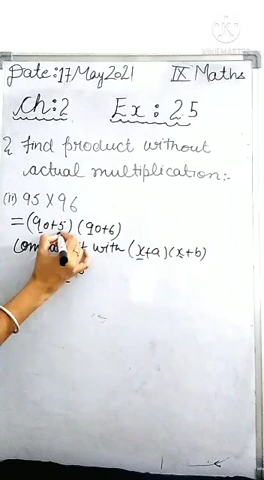 KINEMASTER
Date: 17 May 2021 IX Maths
Ch: 2 Ex: 2.5
2. Find product without
actual multiplication:-
(ii) 95 × 96
= (90+5) (90+6)
with (x+a) (x+b)